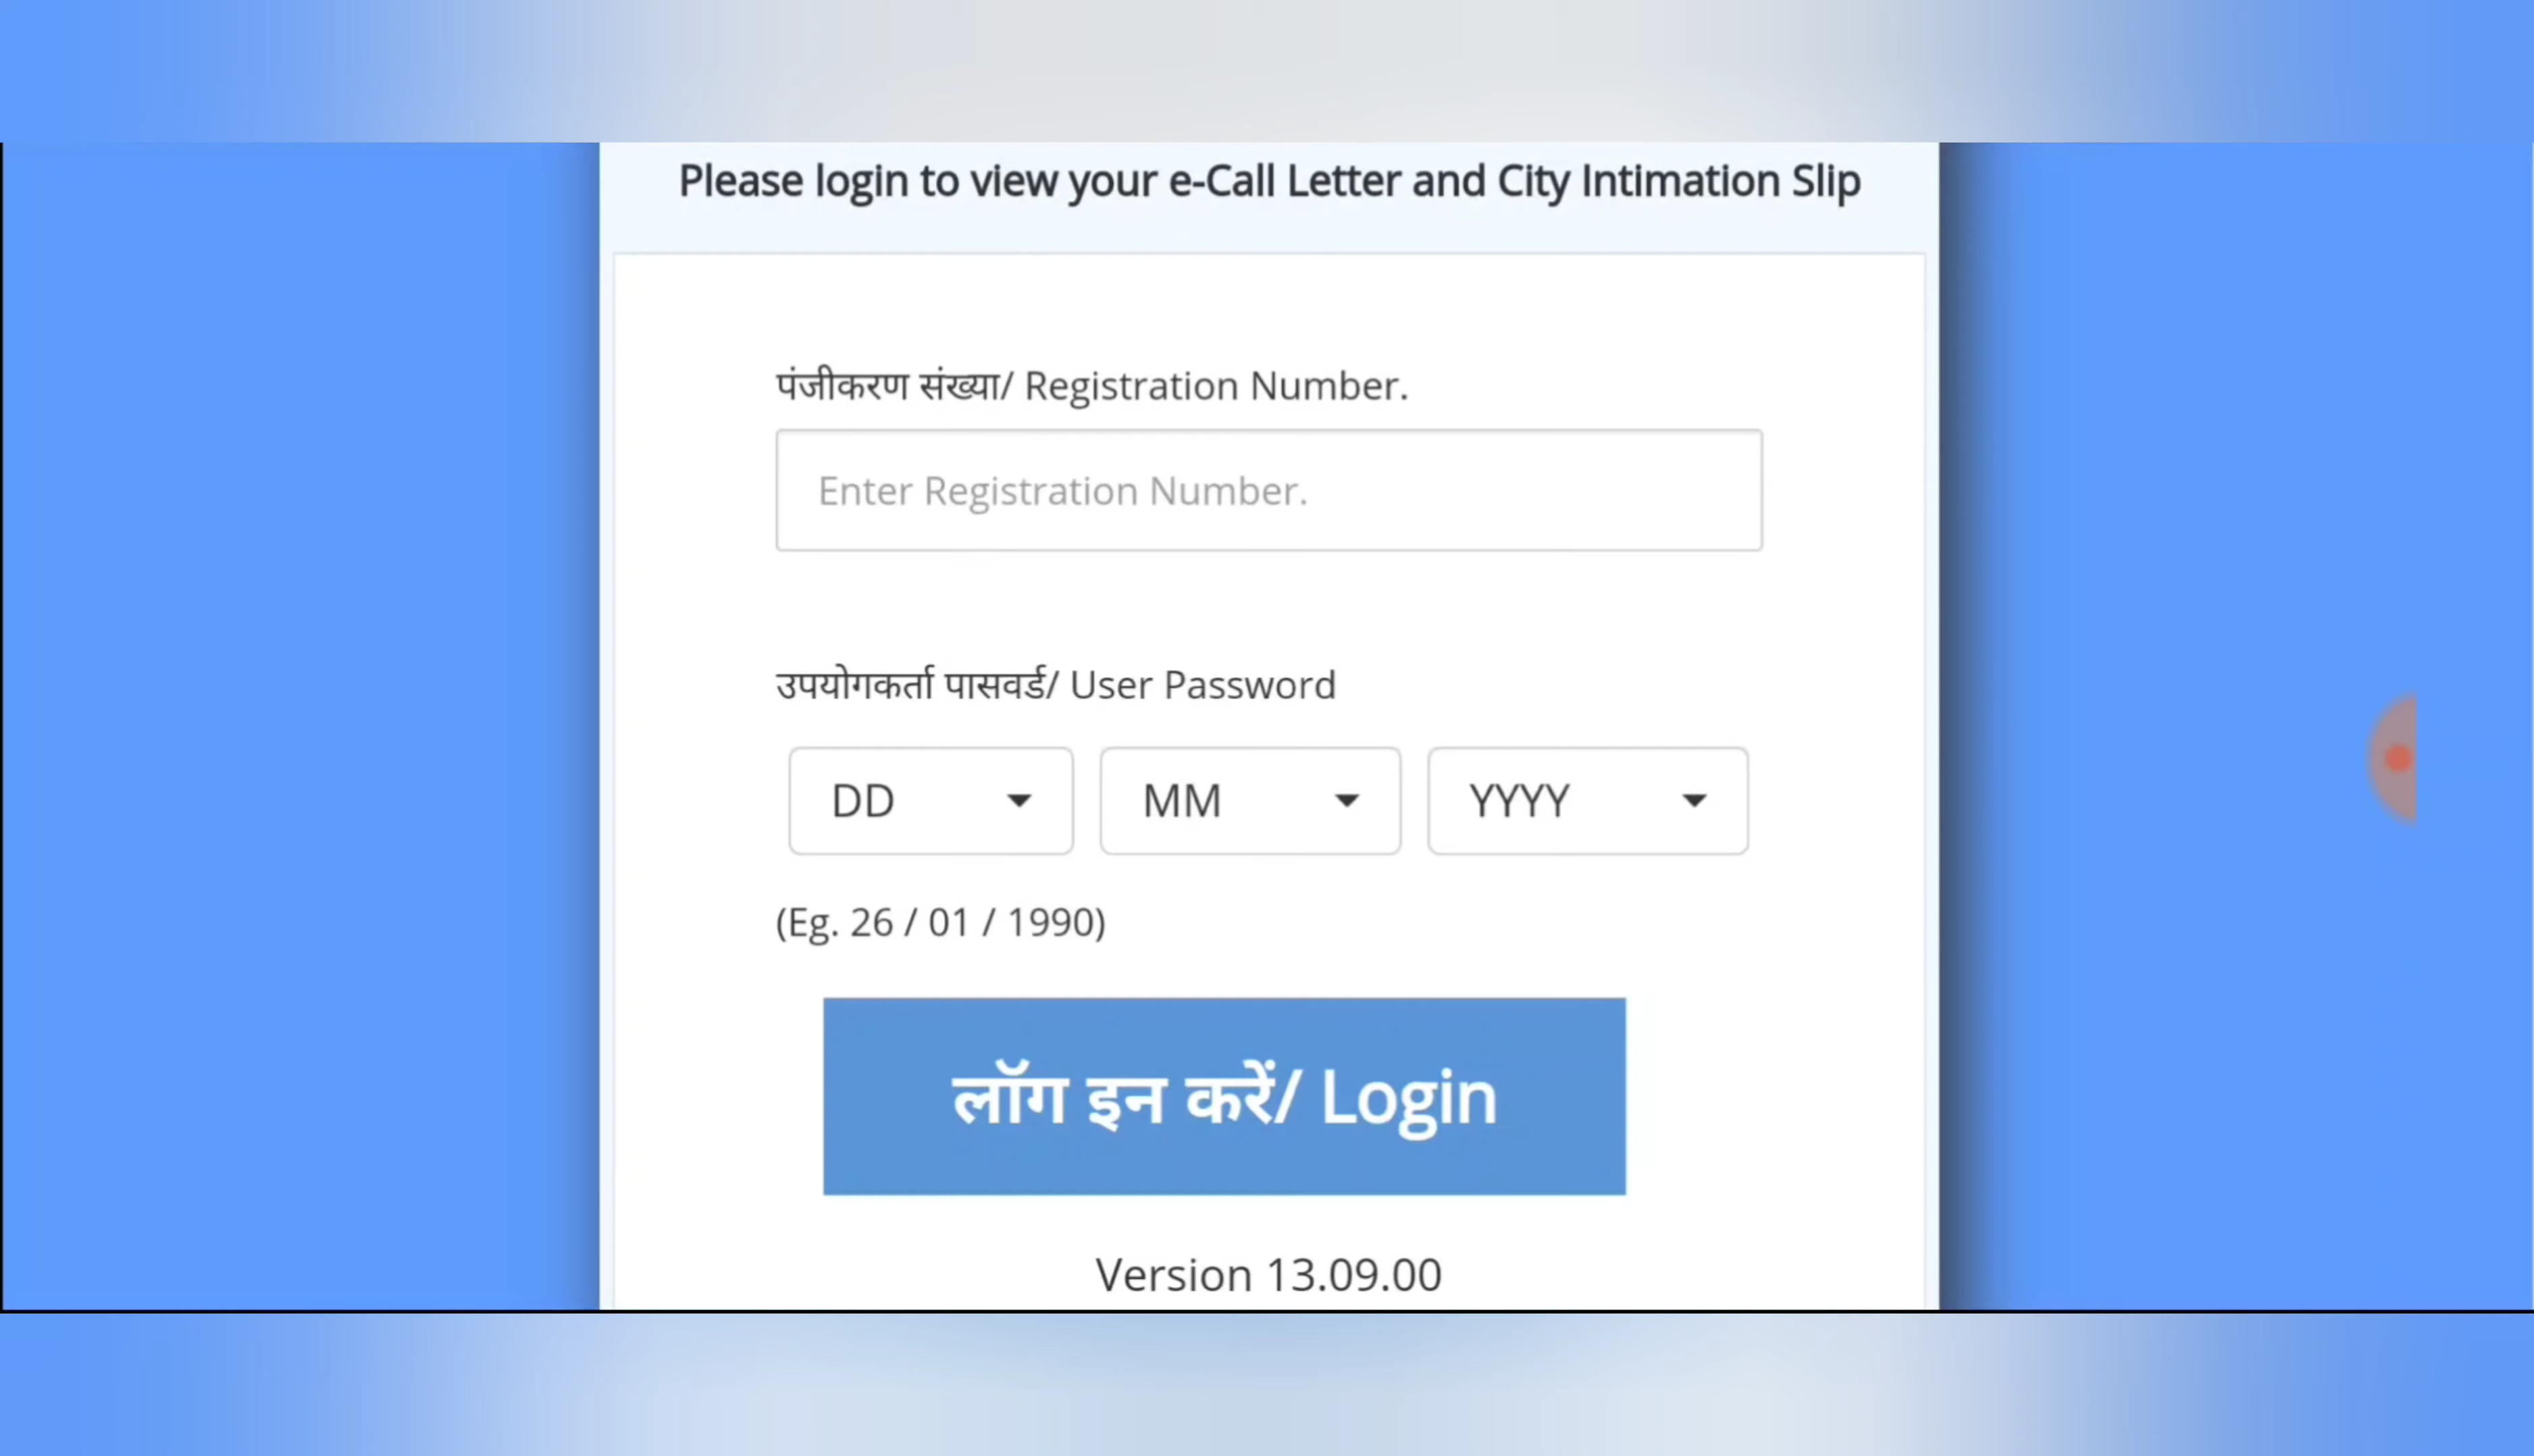 Please login to view your e-Call Letter and City Intimation Slip
पंजीकरण संख्या/ Registration Number.
Enter Registration Number.
उपयोगकर्ता पासवर्ड/ User Password
DD MM YYYY
(Eg. 26 / 01 / 1990)
लॉग इन करें/ Login
Version 13.09.00